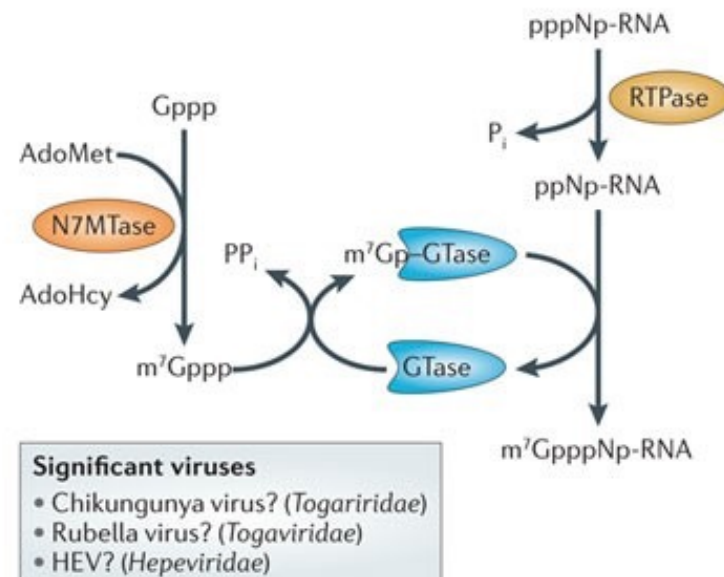 pppNp-RNA
RTPase
Pi
Gppp
AdoMet
ppNp-RNA
N7MTase
PPi
m⁷Gp–GTase
AdoHcy
m⁷Gppp
GTase
m⁷GpppNp-RNA
Significant viruses
• Chikungunya virus? (Togariridae)
• Rubella virus? (Togaviridae)
• HEV? (Hepeviridae)